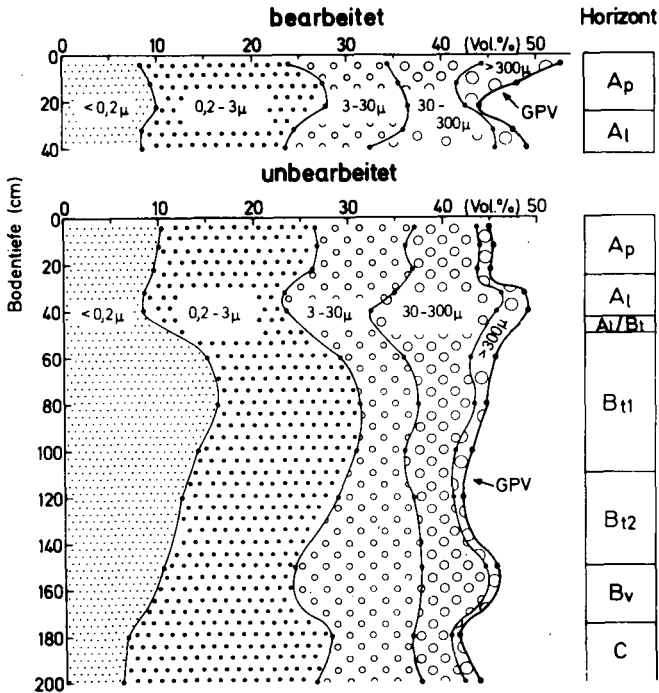 bearbeitet Horizont
0 10 20 30 40 (Vol.%) 50
0
20
40
<0,2µ 0,2-3µ 3-30µ 30-300µ >300µ
GPV
Ap
Al
unbearbeitet
0 10 20 30 40 (Vol.%) 50
Bodentiefe (cm)
0
20
40
60
80
100
120
140
160
180
200
<0,2µ 0,2-3µ 3-30µ 30-300µ >300µ
GPV
Ap
Al
Al/Bt
Bt1
Bt2
Bv
C